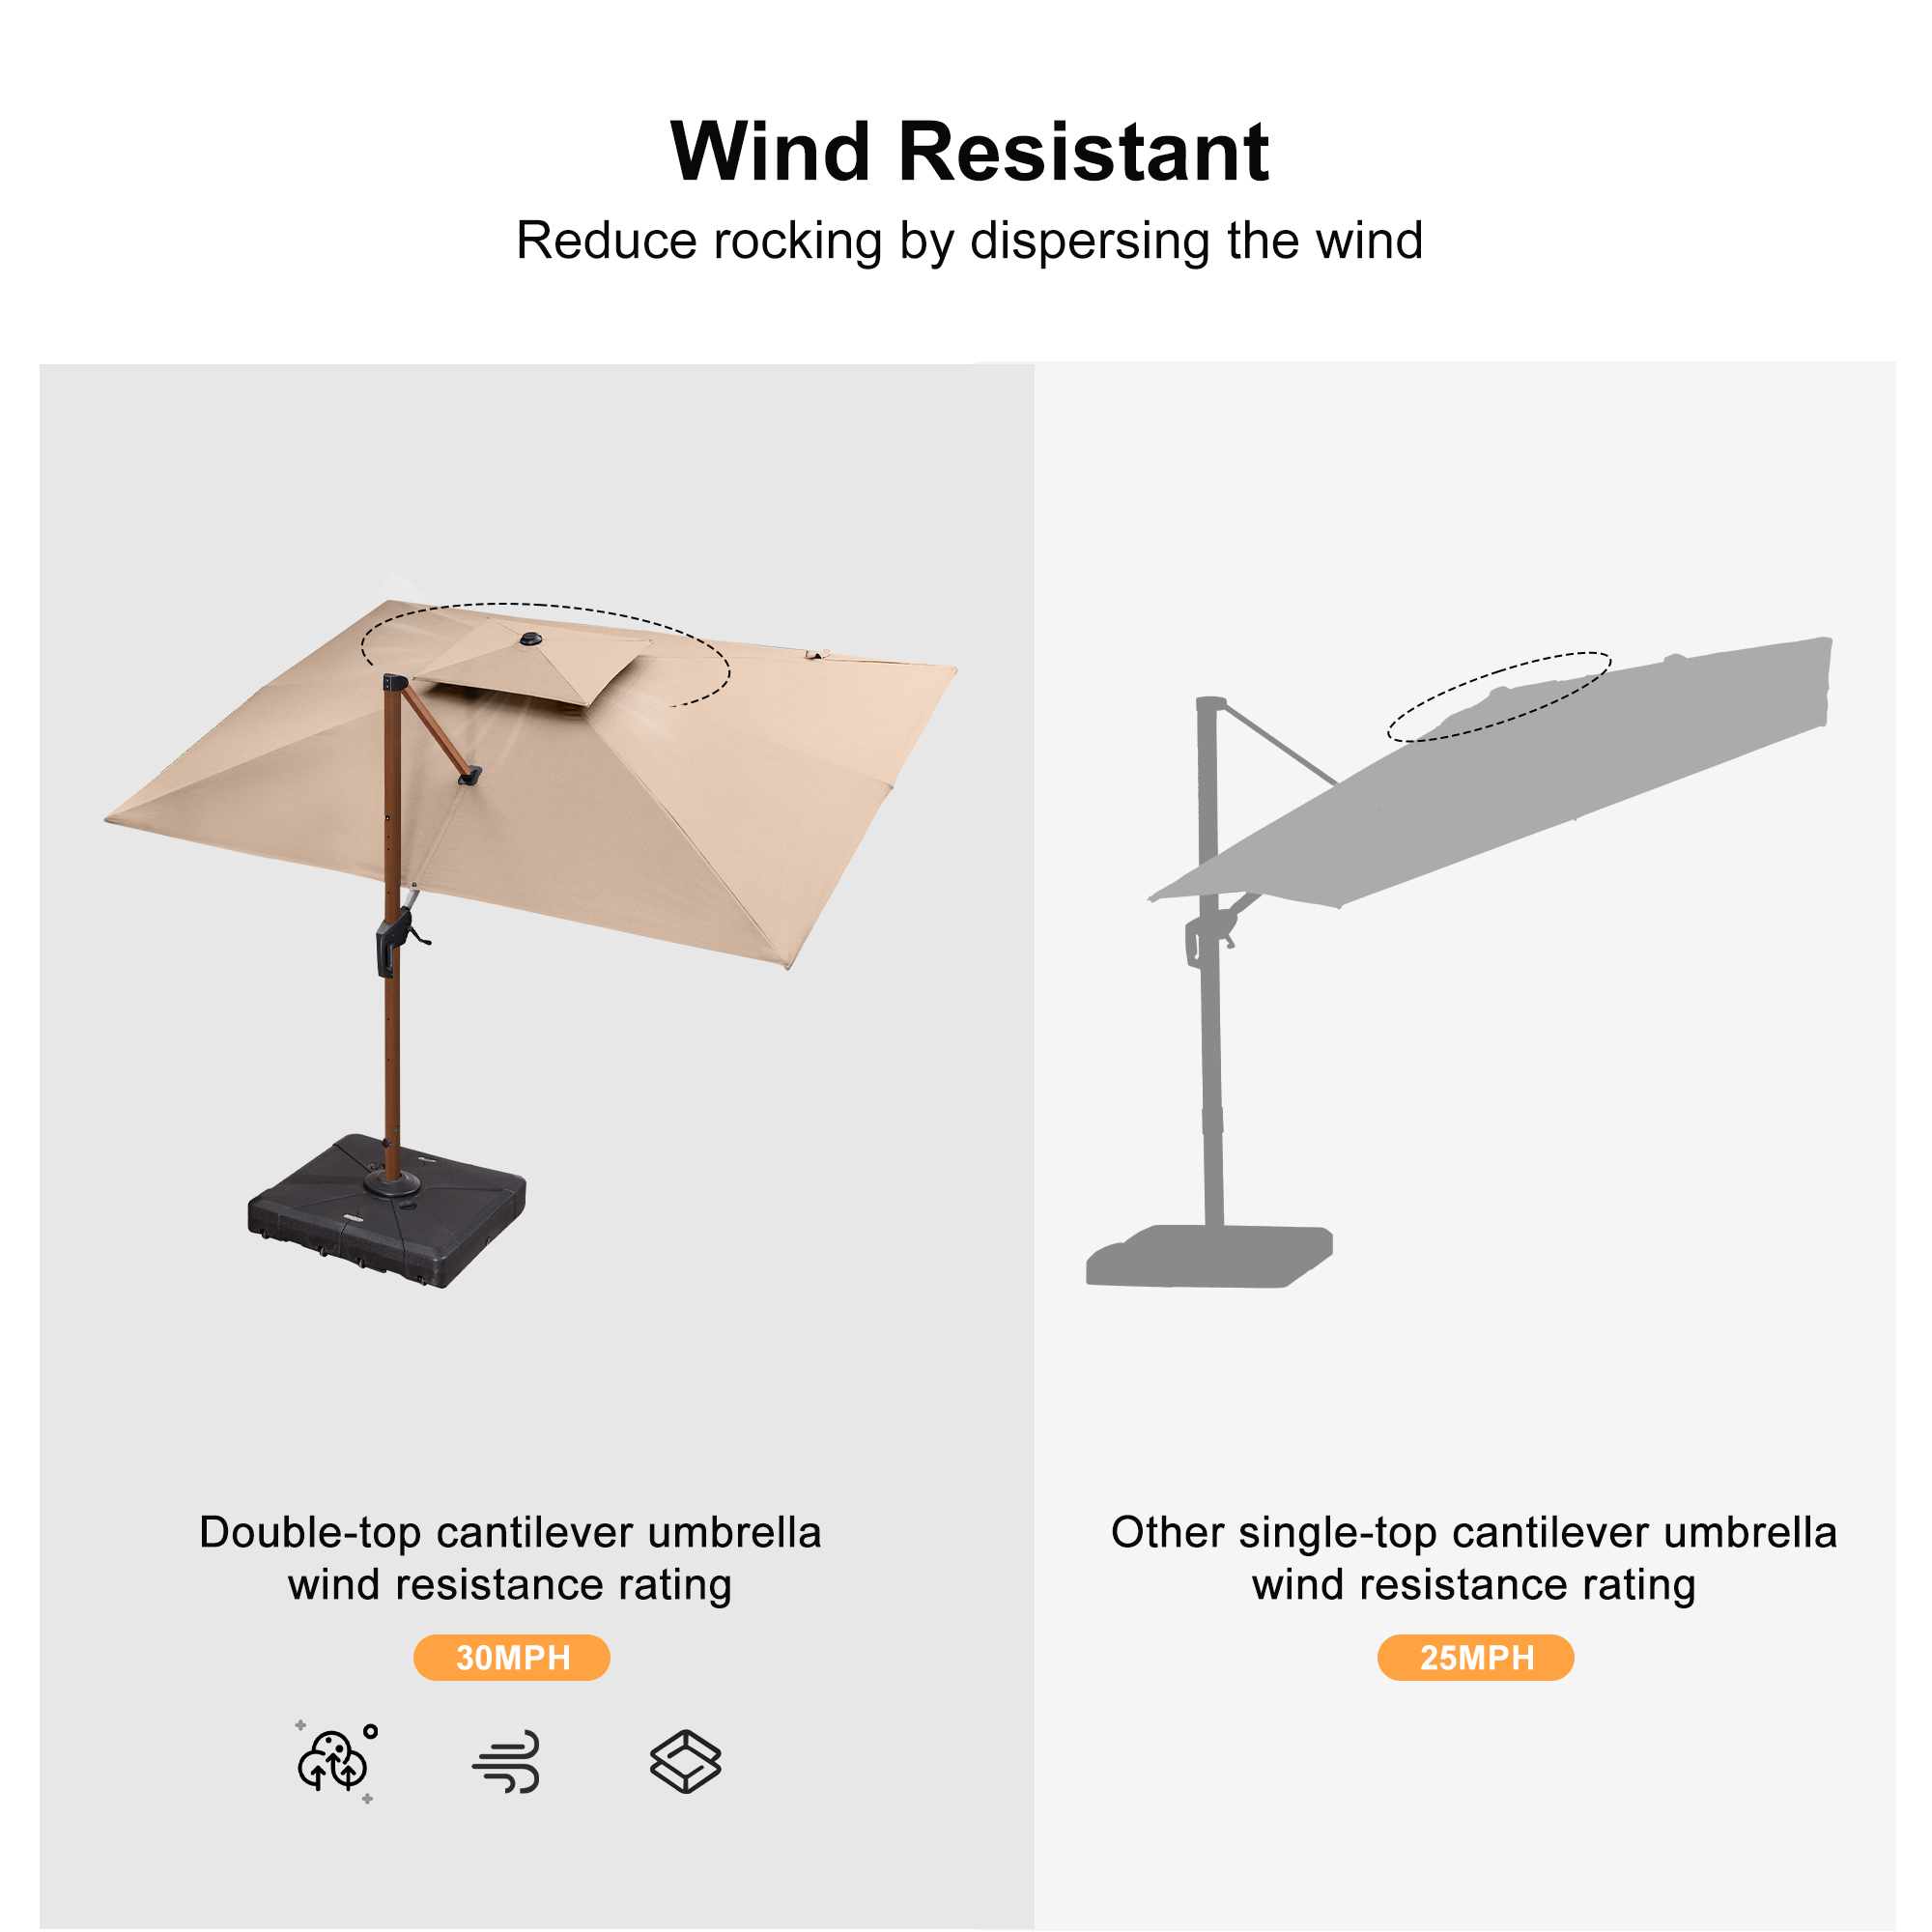 Wind Resistant
Reduce rocking by dispersing the wind
Double-top cantilever umbrella
wind resistance rating
30MPH
Other single-top cantilever umbrella
wind resistance rating
25MPH